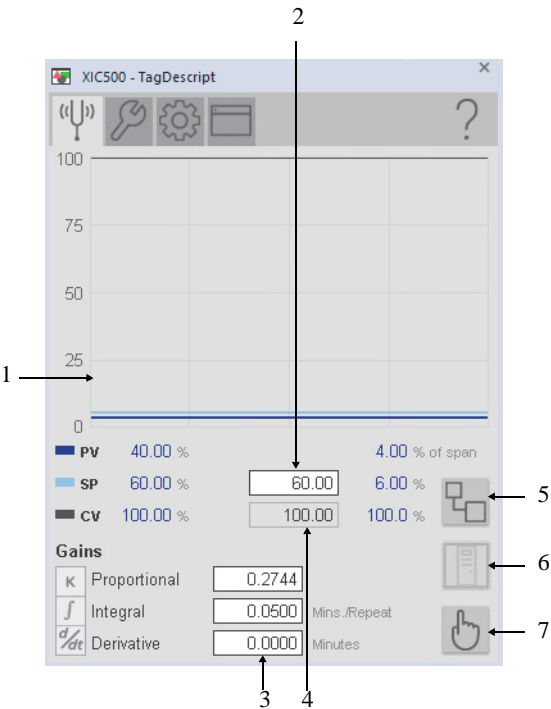 2
XIC500 - TagDescript
×
?
100
75
50
25
1
0
PV 40.00 % 4.00 % of span
SP 60.00 % 60.00 6.00 %
5
CV 100.00 % 100.00 100.0 %
Gains
6
K Proportional 0.2744
∫ Integral 0.0500 Mins./Repeat
7
d/dt Derivative 0.0000 Minutes
3 4